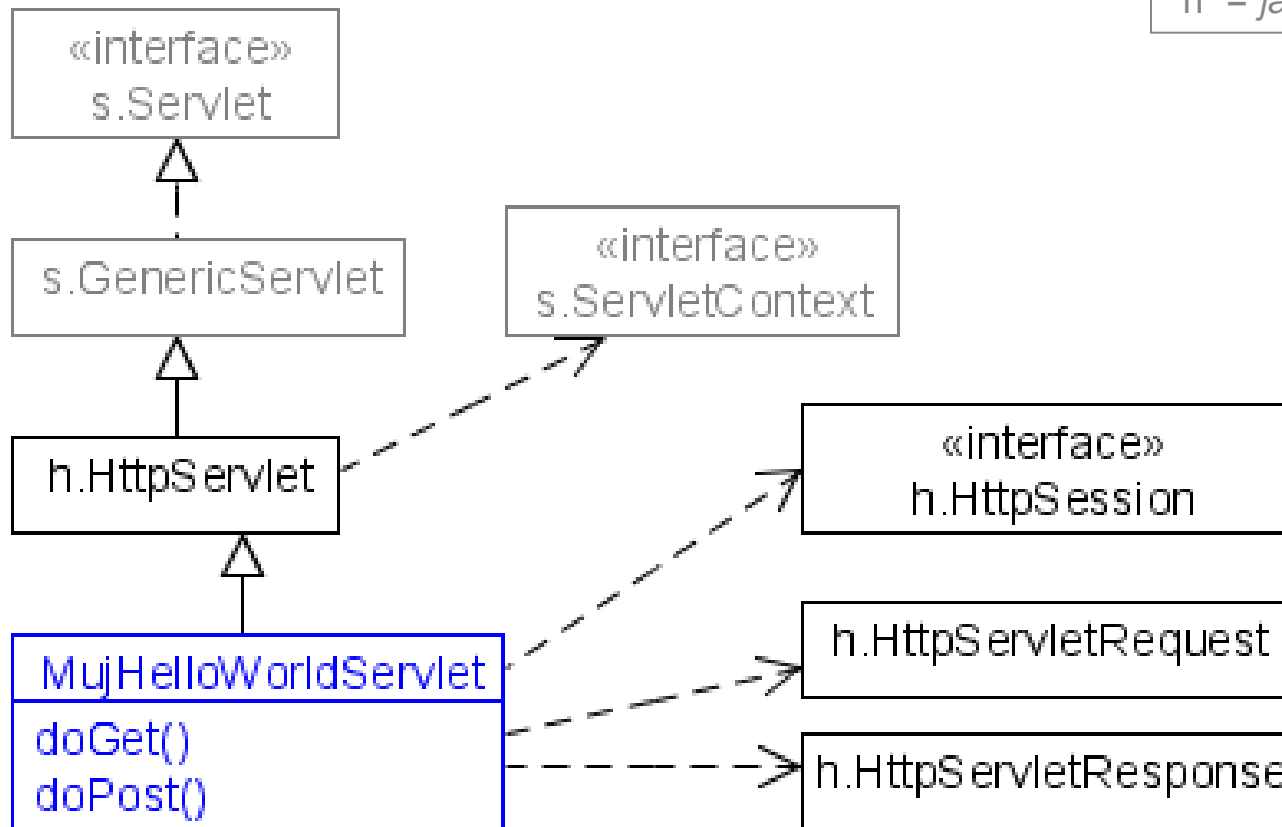 «interface»
s.Servlet
s.GenericServlet
«interface»
s.ServletContext
h.HttpServlet
«interface»
h.HttpSession
MujHelloWorldServlet
doGet()
doPost()
h.HttpServletRequest
h.HttpServletResponse